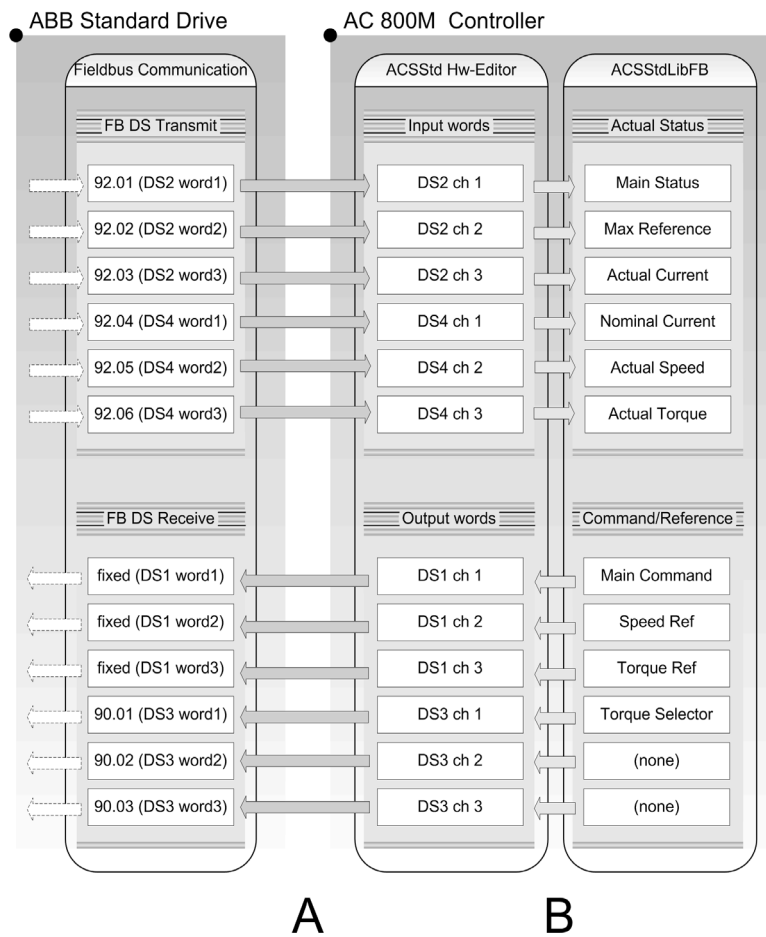 ABB Standard Drive AC 800M Controller
Fieldbus Communication ACSStd Hw-Editor ACSStdLibFB
FB DS Transmit Input words Actual Status
92.01 (DS2 word1) DS2 ch 1 Main Status
92.02 (DS2 word2) DS2 ch 2 Max Reference
92.03 (DS2 word3) DS2 ch 3 Actual Current
92.04 (DS4 word1) DS4 ch 1 Nominal Current
92.05 (DS4 word2) DS4 ch 2 Actual Speed
92.06 (DS4 word3) DS4 ch 3 Actual Torque
FB DS Receive Output words Command/Reference
fixed (DS1 word1) DS1 ch 1 Main Command
fixed (DS1 word2) DS1 ch 2 Speed Ref
fixed (DS1 word3) DS1 ch 3 Torque Ref
90.01 (DS3 word1) DS3 ch 1 Torque Selector
90.02 (DS3 word2) DS3 ch 2 (none)
90.03 (DS3 word3) DS3 ch 3 (none)
A B